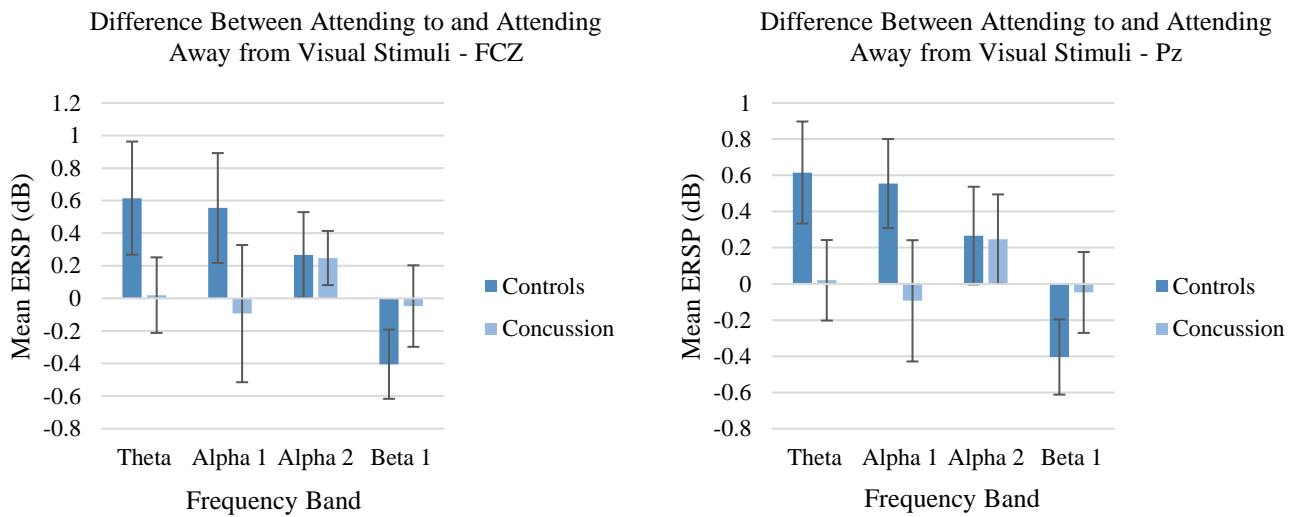 Difference Between Attending to and Attending
Away from Visual Stimuli - FCZ
Mean ERSP (dB)
1.2
1
0.8
0.6
0.4
0.2
0
-0.2
-0.4
-0.6
-0.8
Theta Alpha 1 Alpha 2 Beta 1
Frequency Band
Controls
Concussion
Difference Between Attending to and Attending
Away from Visual Stimuli - Pz
Mean ERSP (dB)
1
0.8
0.6
0.4
0.2
0
-0.2
-0.4
-0.6
-0.8
Theta Alpha 1 Alpha 2 Beta 1
Frequency Band
Controls
Concussion